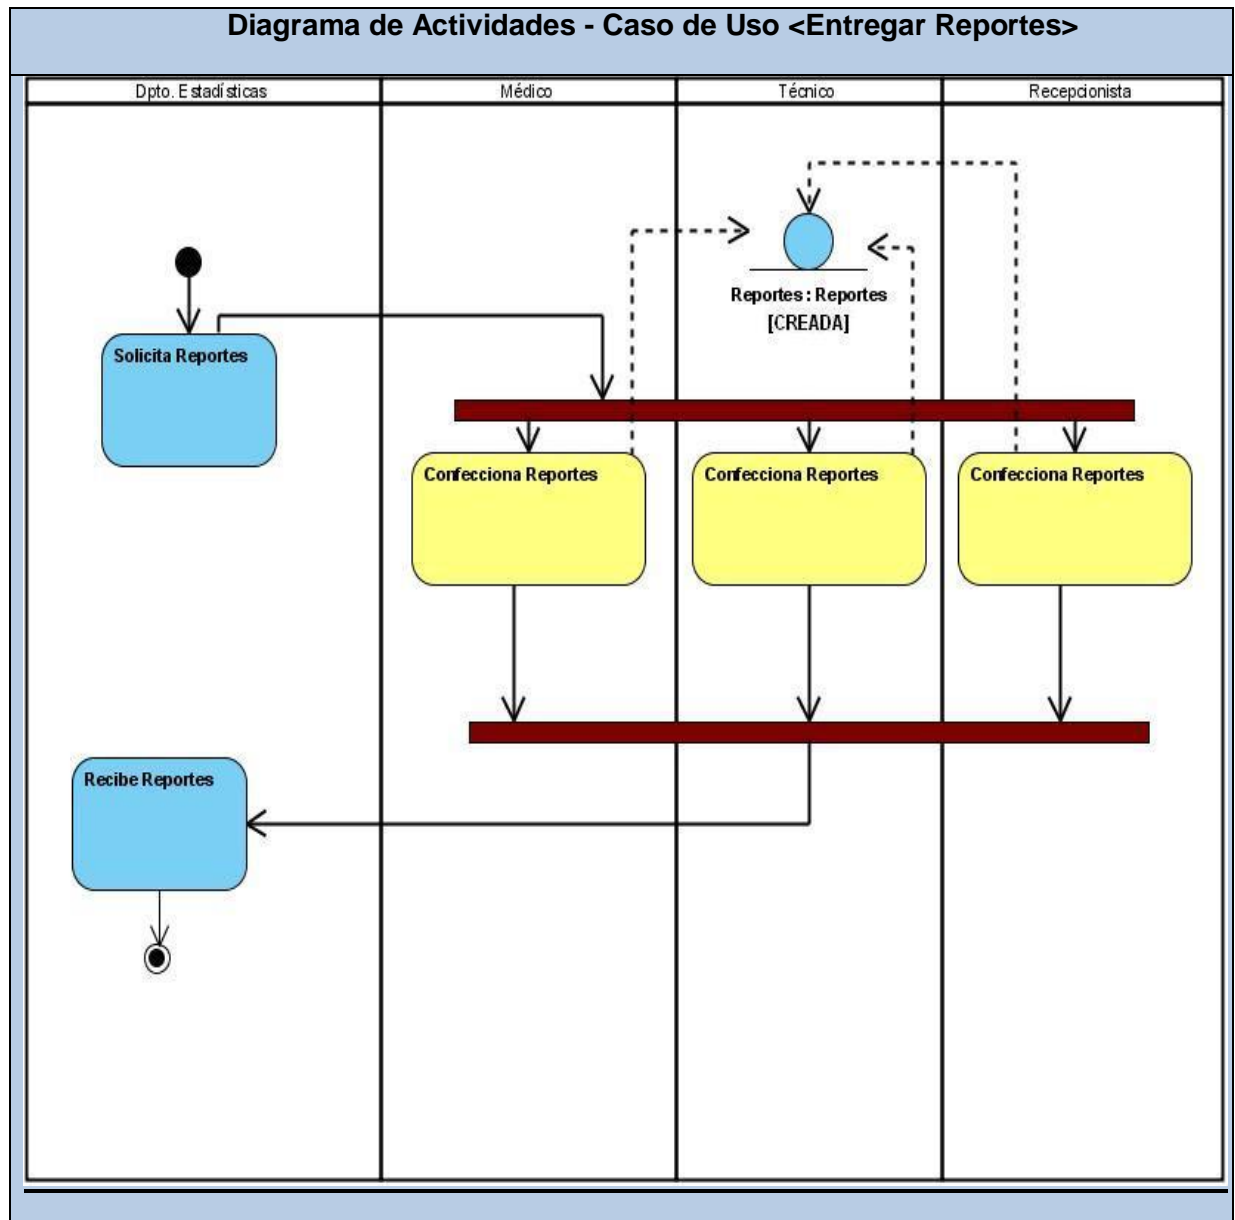 Diagrama de Actividades - Caso de Uso <Entregar Reportes>
Dpto. Estadísticas
Médico
Técnico
Recepcionista
Reportes : Reportes
[CREADA]
Solicita Reportes
Confecciona Reportes
Confecciona Reportes
Confecciona Reportes
Recibe Reportes